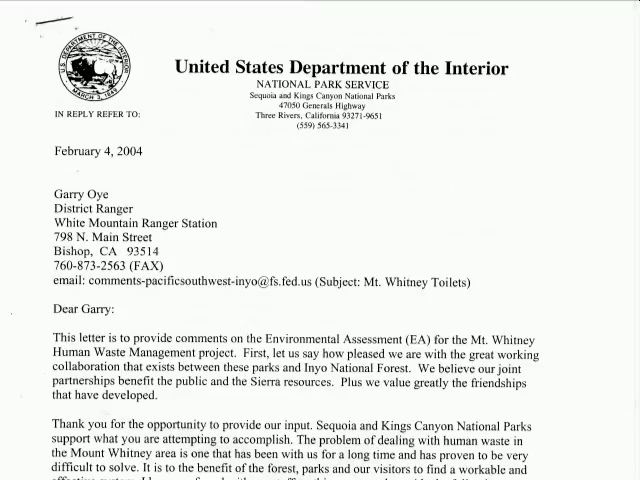 U.S. DEPARTMENT OF THE INTERIOR
MARCH 3, 1849
United States Department of the Interior
NATIONAL PARK SERVICE
Sequoia and Kings Canyon National Parks
47050 Generals Highway
Three Rivers, California 93271-9651
(559) 565-3341
IN REPLY REFER TO:
February 4, 2004
Garry Oye
District Ranger
White Mountain Ranger Station
798 N. Main Street
Bishop, CA 93514
760-873-2563 (FAX)
email: comments-pacificsouthwest-inyo@fs.fed.us (Subject: Mt. Whitney Toilets)
Dear Garry:
This letter is to provide comments on the Environmental Assessment (EA) for the Mt. Whitney
Human Waste Management project. First, let us say how pleased we are with the great working
collaboration that exists between these parks and Inyo National Forest. We believe our joint
partnerships benefit the public and the Sierra resources. Plus we value greatly the friendships
that have developed.
Thank you for the opportunity to provide our input. Sequoia and Kings Canyon National Parks
support what you are attempting to accomplish. The problem of dealing with human waste in
the Mount Whitney area is one that has been with us for a long time and has proven to be very
difficult to solve. It is to the benefit of the forest, parks and our visitors to find a workable and